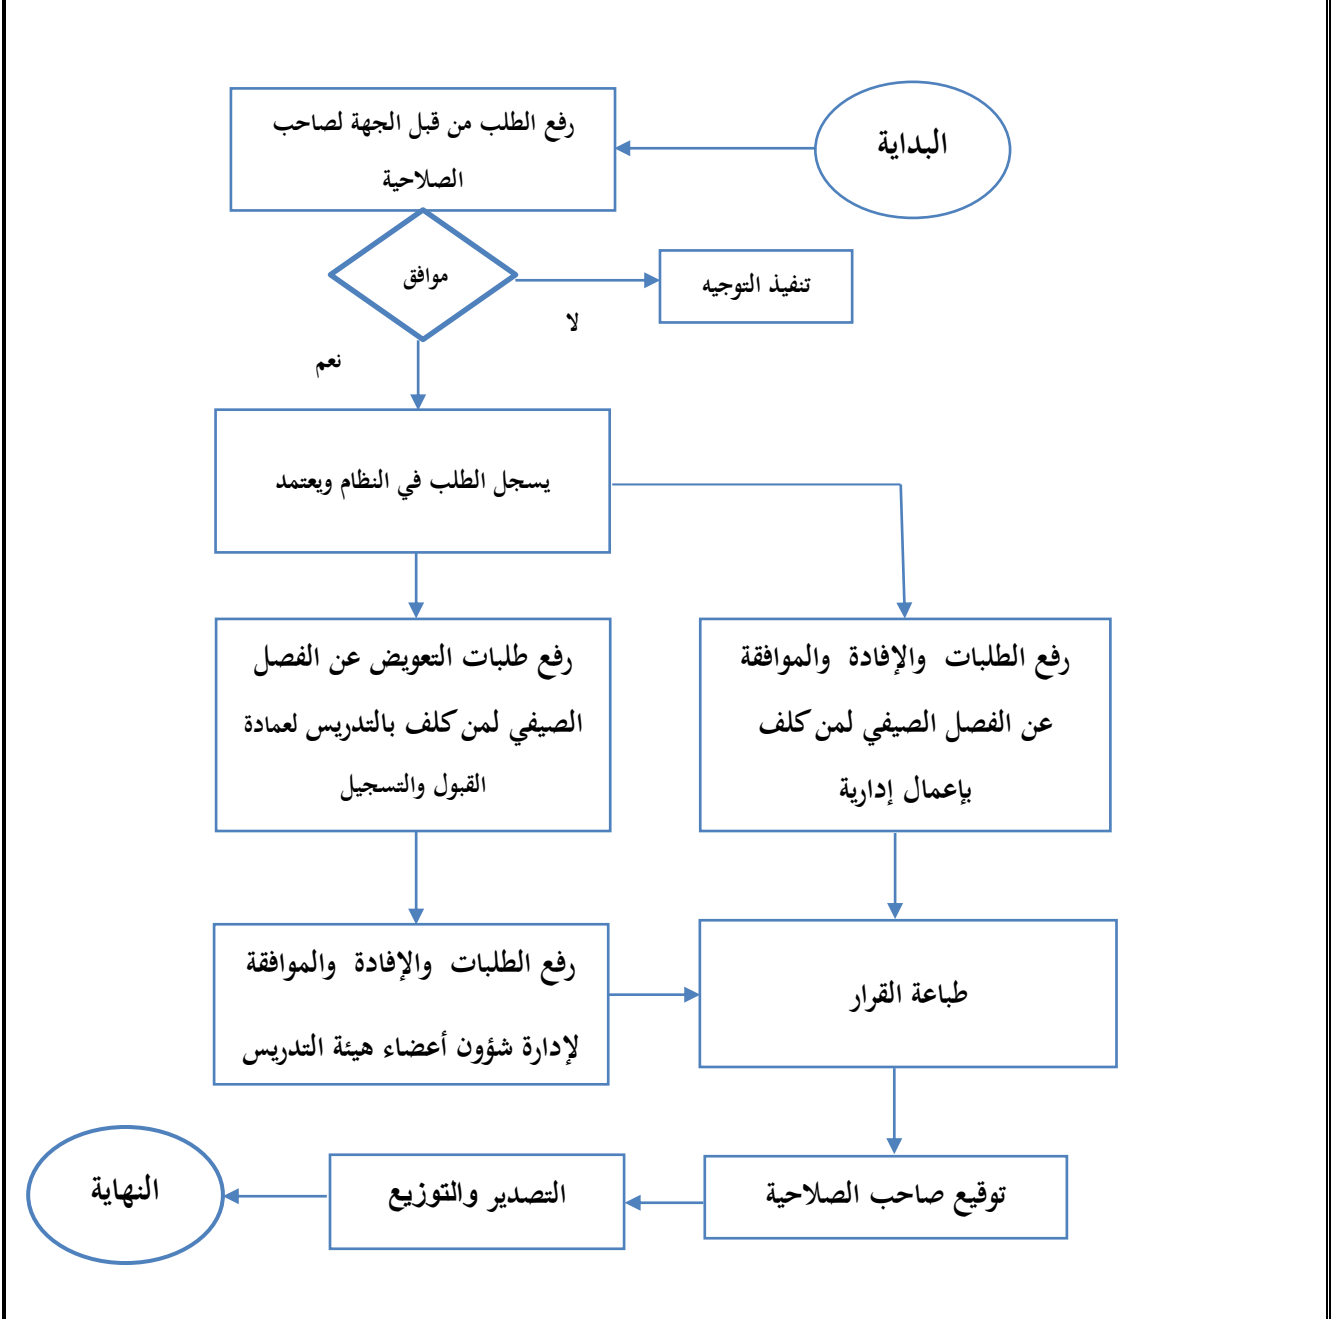 البداية
رفع الطلب من قبل الجهة لصاحب
الصلاحية
موافق
تنفيذ التوجيه
لا
نعم
يسجل الطلب في النظام ويعتمد
رفع الطلبات والإفادة والموافقة
عن الفصل الصيفي لمن كلف
بإعمال إدارية
رفع طلبات التعويض عن الفصل
الصيفي لمن كلف بالتدريس لعمادة
القبول والتسجيل
رفع الطلبات والإفادة والموافقة
لإدارة شؤون أعضاء هيئة التدريس
طباعة القرار
توقيع صاحب الصلاحية
التصدير والتوزيع
النهاية